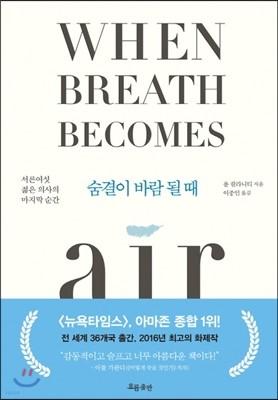 WHEN
BREATH
BECOMES
서른여섯
젊은 의사의
마지막 순간
숨결이 바람 될 때
폴 칼라니티 지음
이종인 옮김
air
<뉴욕타임스>, 아마존 종합 1위!
전 세계 36개국 출간, 2016년 최고의 화제작
"감동적이고 슬프고 너무 아름다운 책이다!"
흐름출판
yes24